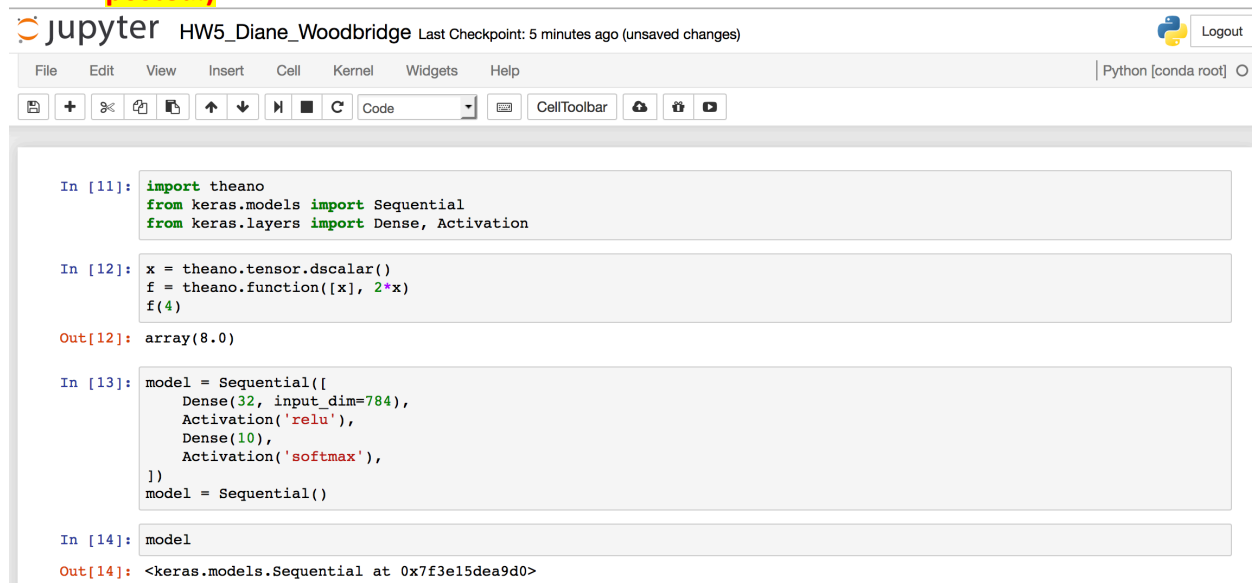 jupyter HW5_Diane_Woodbridge Last Checkpoint: 5 minutes ago (unsaved changes) Logout
File Edit View Insert Cell Kernel Widgets Help Python [conda root]
Code CellToolbar
In [11]: import theano
from keras.models import Sequential
from keras.layers import Dense, Activation
In [12]: x = theano.tensor.dscalar()
f = theano.function([x], 2*x)
f(4)
Out[12]: array(8.0)
In [13]: model = Sequential([
    Dense(32, input_dim=784),
    Activation('relu'),
    Dense(10),
    Activation('softmax'),
])
model = Sequential()
In [14]: model
Out[14]: <keras.models.Sequential at 0x7f3e15dea9d0>